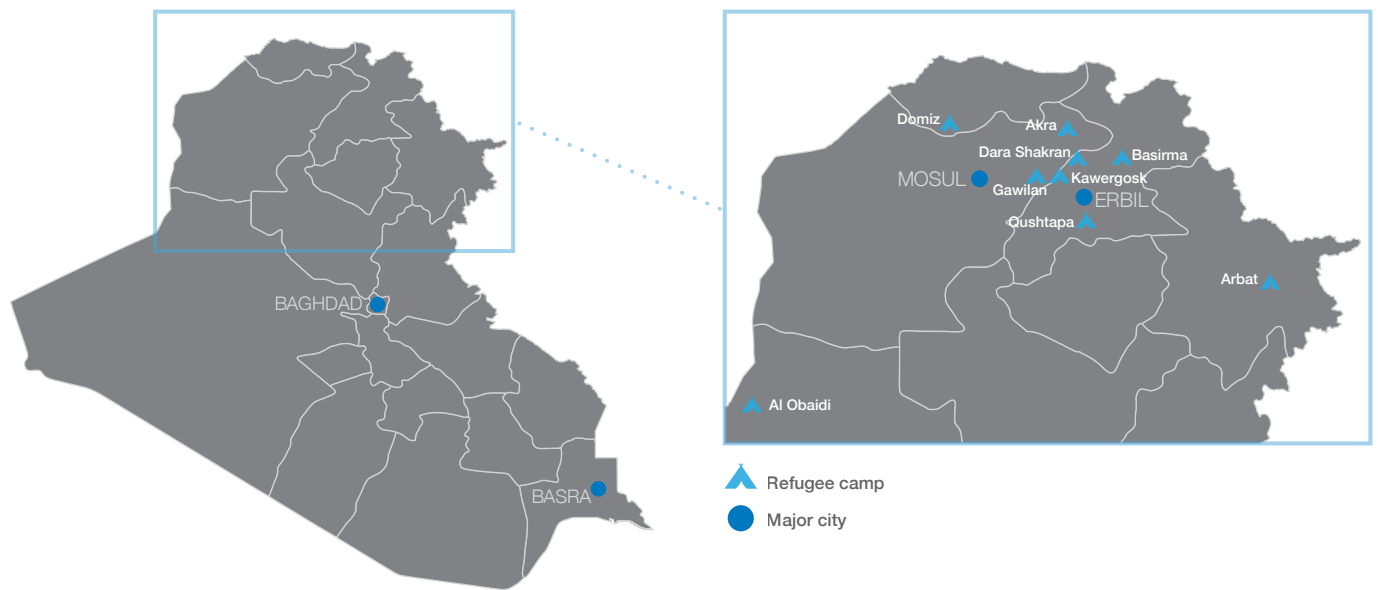 BAGHDAD
BASRA
Domiz
Akra
Dara Shakran
Basirma
MOSUL
Gawilan
Kawergosk
ERBIL
Qushtapa
Arbat
Al Obaidi
Refugee camp
Major city